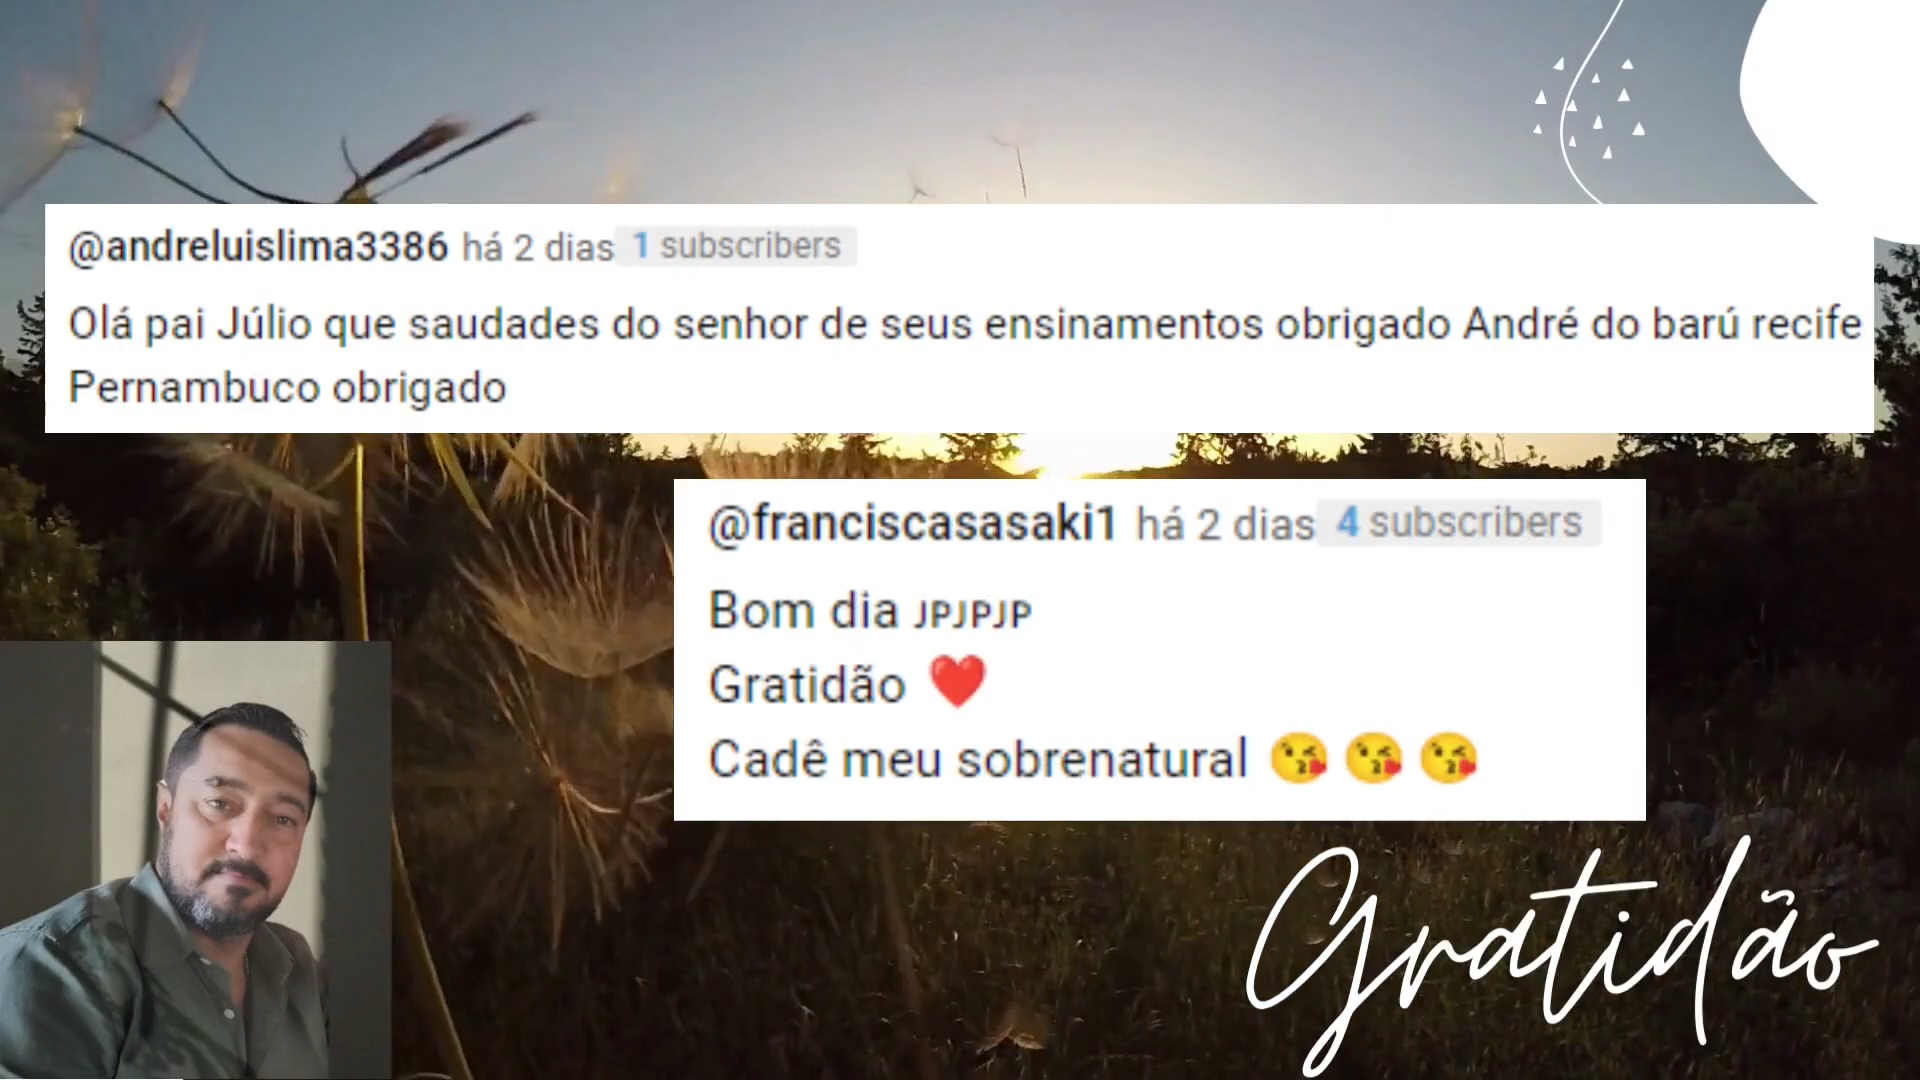 @andreluislima3386 há 2 dias 1 subscribers
Olá pai Júlio que saudades do senhor de seus ensinamentos obrigado André do barú recife
Pernambuco obrigado
@franciscasasaki1 há 2 dias 4 subscribers
Bom dia ᴊᴘᴊᴘᴊᴘ
Gratidão ❤️
Cadê meu sobrenatural 😘 😘 😘
Gratidão